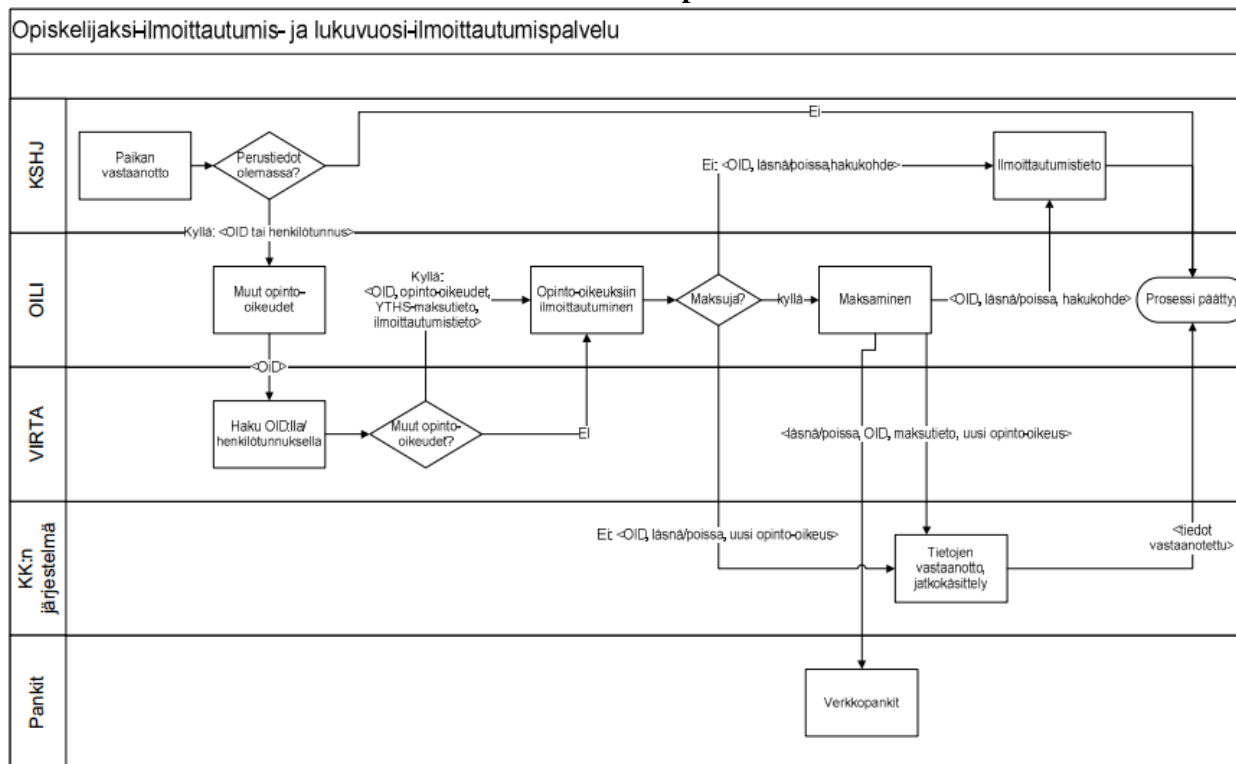 Opiskelijaksi-ilmoittautumis- ja lukuvuosi-ilmoittautumispalvelu
KSHJ
Paikan
vastaanotto
Perustiedot
olemassa?
Ei
Ei: <OID, läsnä/poissa,hakukohde>
Ilmoittautumistieto
Kyllä: <OID tai henkilötunnus>
OILI
Muut opinto-
oikeudet
Kyllä:
<OID, opinto-oikeudet,
YTHS-maksutieto,
ilmoittautumistieto>
Opinto-oikeuksiin
ilmoittautuminen
Maksuja?
kyllä
Maksaminen
<OID, läsnä/poissa, hakukohde>
Prosessi päättyy
<OiD>
VIRTA
Haku OID:lla/
henkilötunnuksella
Muut opinto-
oikeudet?
EI
<läsnä/poissa, OID, maksutieto, uusi opinto-oikeus>
KK:n
järjestelmä
Ei: <OID, läsnä/poissa, uusi opinto-oikeus>
Tietojen
vastaanotto,
jatkokäsittely
<tiedot
vastaanotettu>
Pankit
Verkkopankit